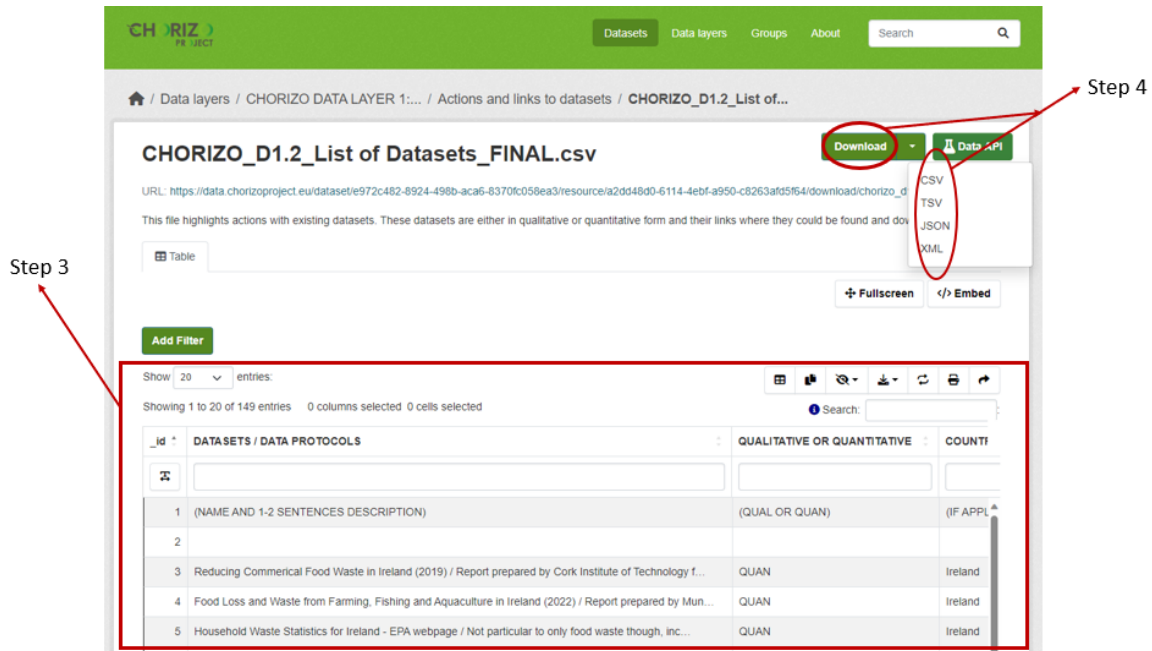 CH RIZ
PR JECT
Datasets Data layers Groups About Search
/ Data layers / CHORIZO DATA LAYER 1:... / Actions and links to datasets / CHORIZO_D1.2_List of...
Step 4
CHORIZO_D1.2_List of Datasets_FINAL.csv
Download Data API
URL: https://data.chorizoproject.eu/dataset/e972c482-8924-498b-aca6-8370fc058ea3/resource/a2dd48d0-6114-4ebf-a950-c8263afd5f64/download/chorizo_d
This file highlights actions with existing datasets. These datasets are either in qualitative or quantitative form and their links where they could be found and dov
CSV
TSV
JSON
XML
Table
Step 3
Fullscreen </> Embed
Add Filter
Show 20 entries:
Showing 1 to 20 of 149 entries 0 columns selected 0 cells selected
Search:
_id DATASETS / DATA PROTOCOLS QUALITATIVE OR QUANTITATIVE COUNTR
1 (NAME AND 1-2 SENTENCES DESCRIPTION) (QUAL OR QUAN) (IF APPL
2
3 Reducing Commerical Food Waste in Ireland (2019) / Report prepared by Cork Institute of Technology f... QUAN Ireland
4 Food Loss and Waste from Farming, Fishing and Aquaculture in Ireland (2022) / Report prepared by Mun... QUAN Ireland
5 Household Waste Statistics for Ireland - EPA webpage / Not particular to only food waste though, inc... QUAN Ireland